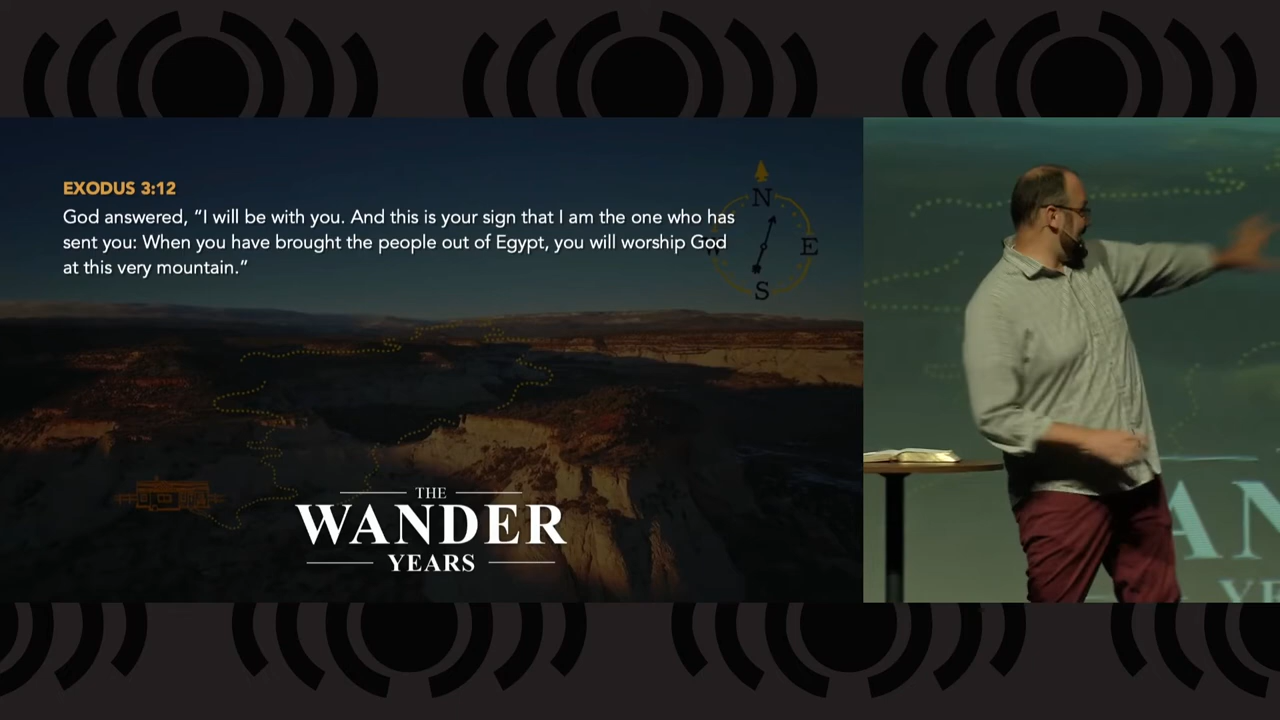 EXODUS 3:12
God answered, “I will be with you. And this is your sign that I am the one who has
sent you: When you have brought the people out of Egypt, you will worship God
at this very mountain.”
N
W
E
S
THE
WANDER
YEARS
AN
YE